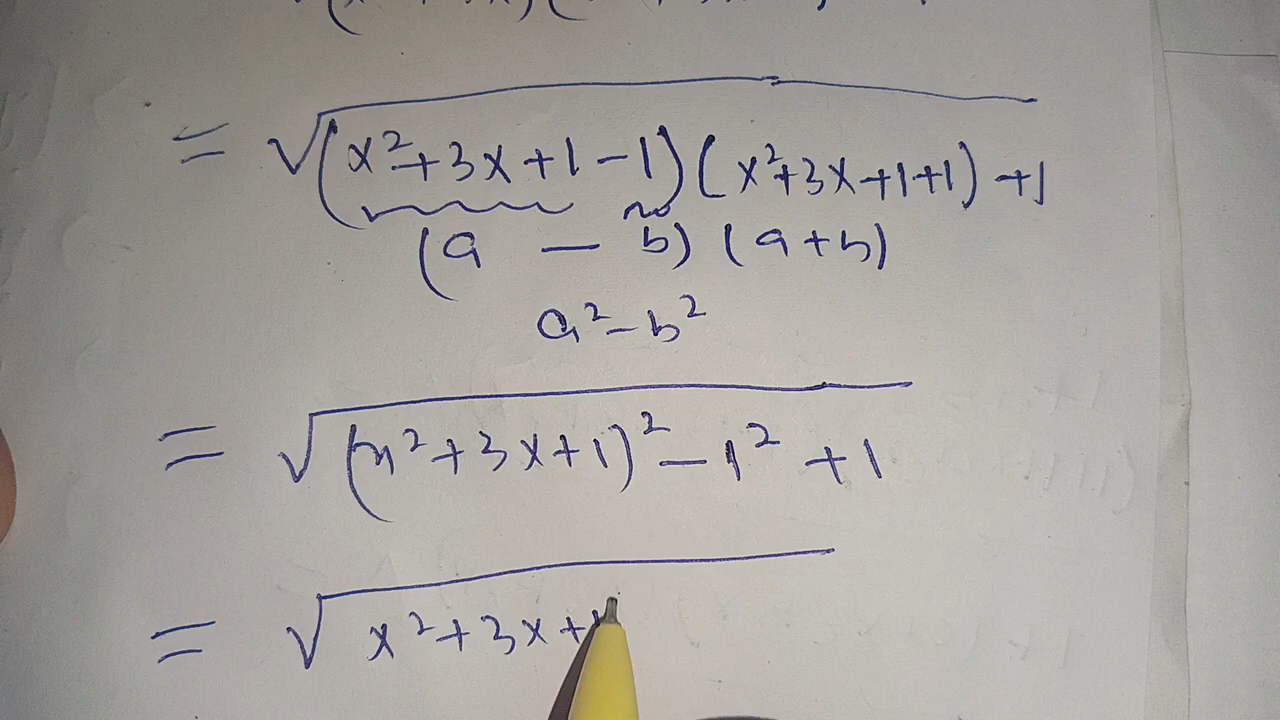 = √(x²+3x+1-1)(x²+3x+1+1) +1
(a - b) (a+b)
a²-b²
= √(x²+3x+1)²-1²+1
= √x²+3x+